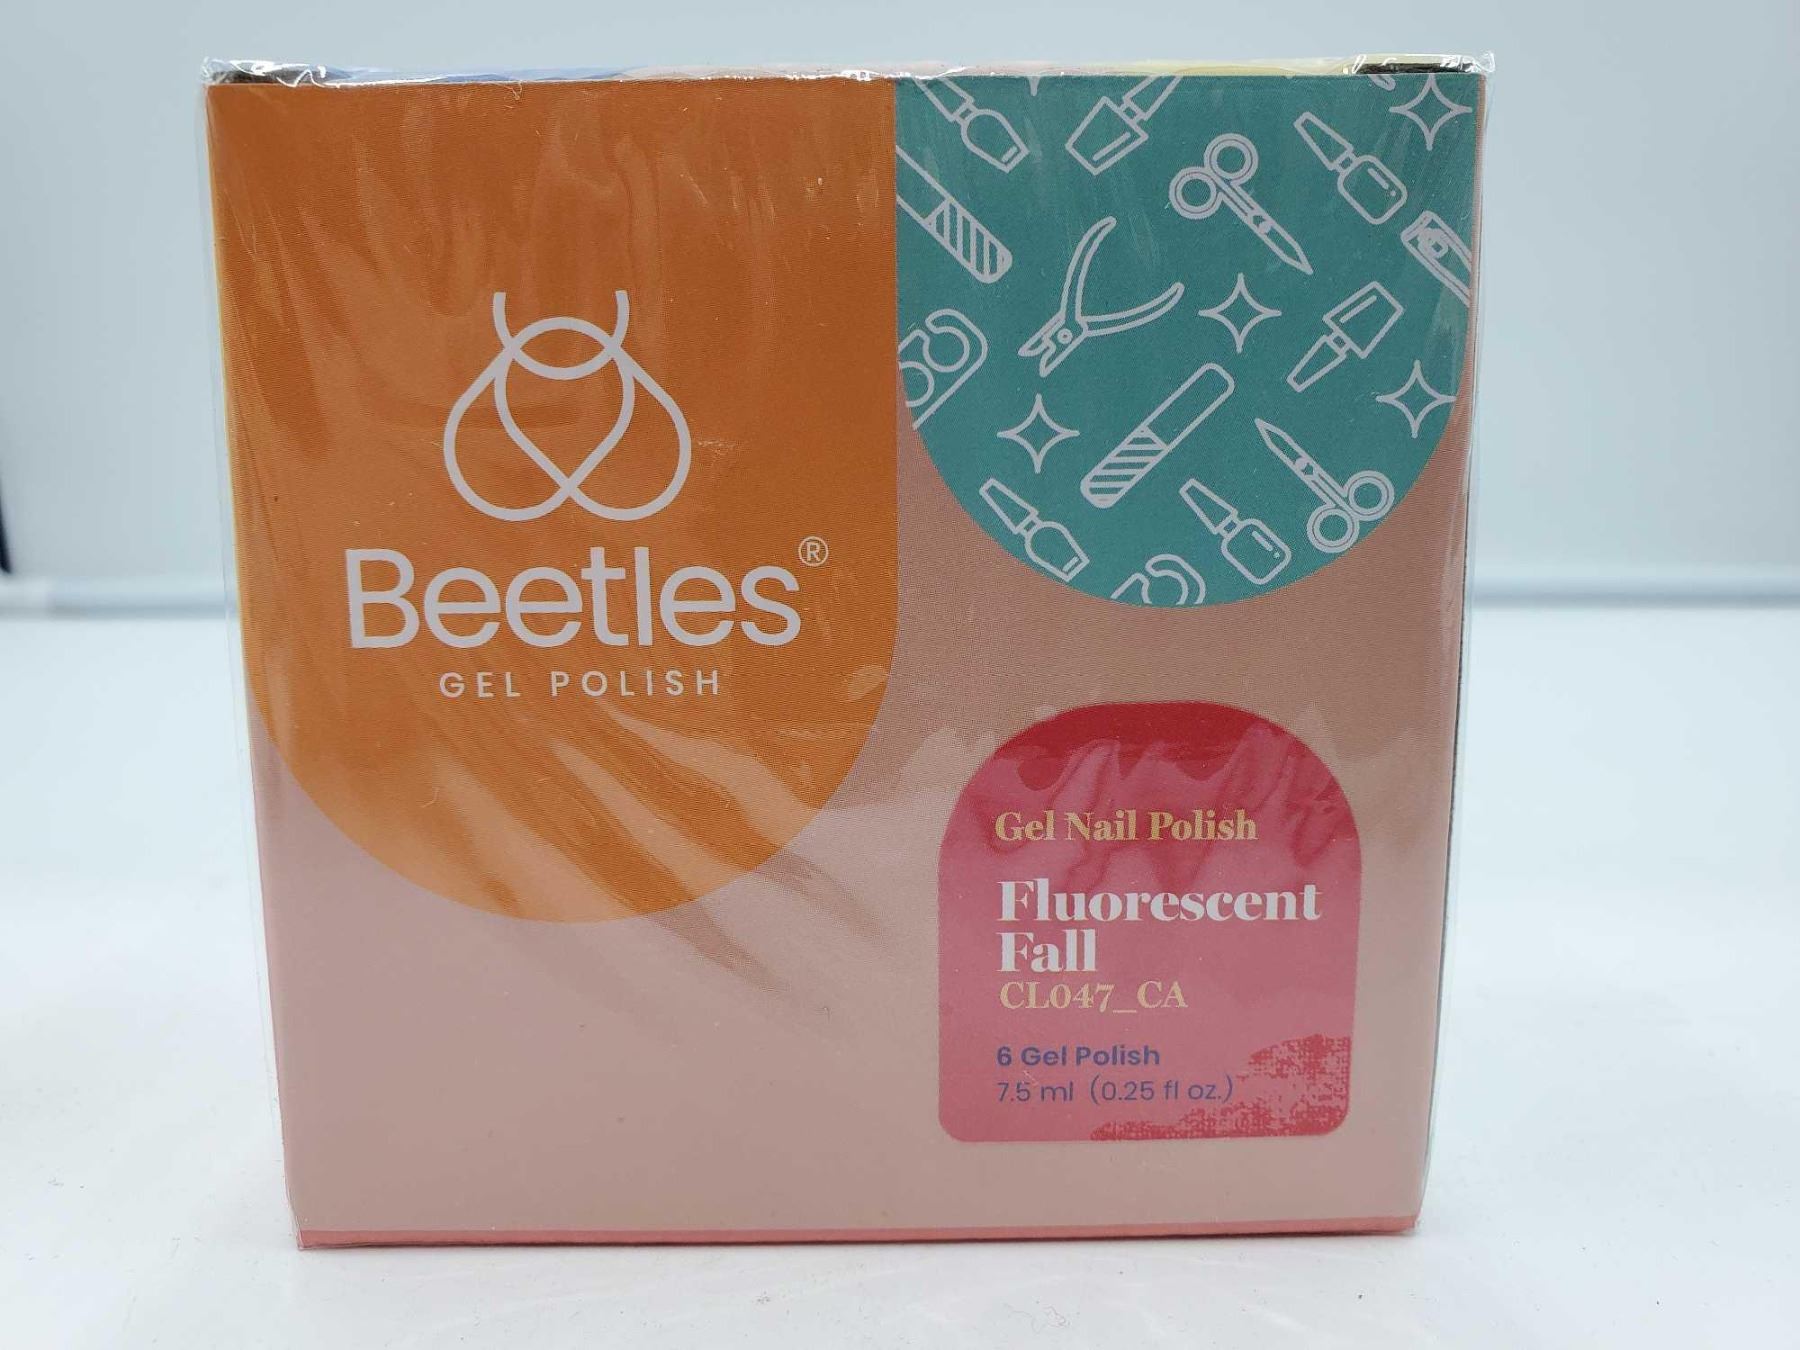 Beetles®
GEL POLISH
Gel Nail Polish
Fluorescent
Fall
CL047_CA
6 Gel Polish
7.5 ml (0.25 fl oz.)